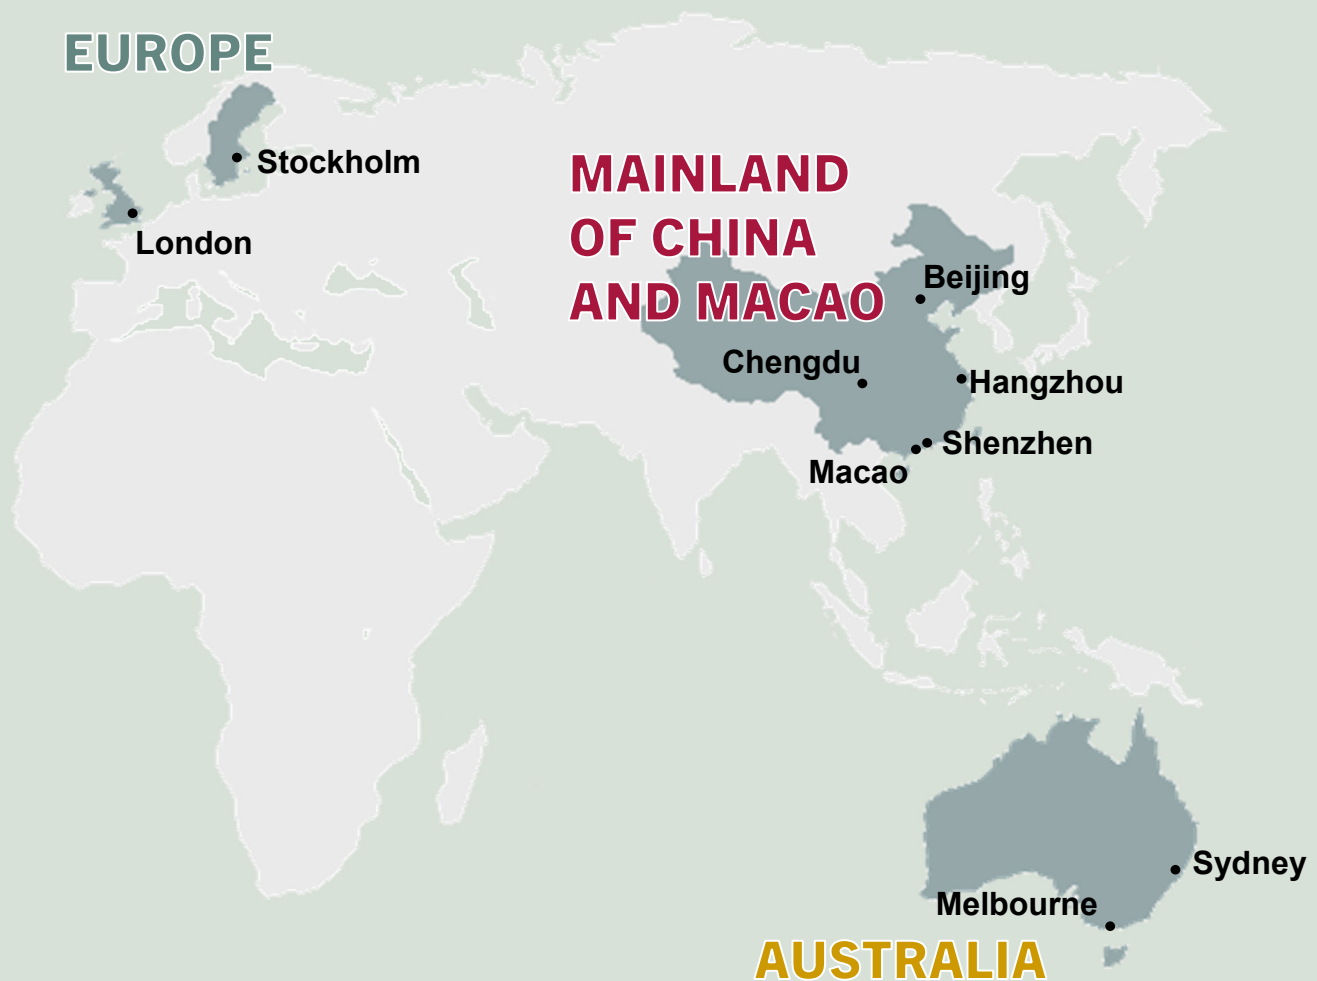 EUROPE
Stockholm
London
MAINLAND
OF CHINA
AND MACAO
Beijing
Chengdu
Hangzhou
Shenzhen
Macao
Sydney
Melbourne
AUSTRALIA